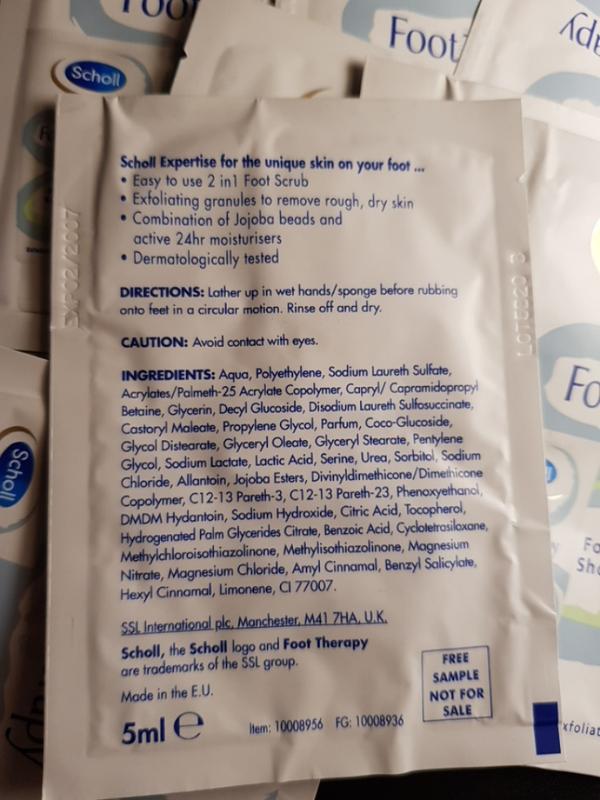 Foot
Scholl
Scholl Expertise for the unique skin on your foot ...
• Easy to use 2 in1 Foot Scrub
• Exfoliating granules to remove rough, dry skin
• Combination of Jojoba beads and
active 24hr moisturisers
• Dermatologically tested
EXP02/2007
LOT6220 8
DIRECTIONS: Lather up in wet hands/sponge before rubbing
onto feet in a circular motion. Rinse off and dry.
CAUTION: Avoid contact with eyes.
INGREDIENTS: Aqua, Polyethylene, Sodium Laureth Sulfate,
Acrylates/Palmeth-25 Acrylate Copolymer, Capryl/ Capramidopropyl
Betaine, Glycerin, Decyl Glucoside, Disodium Laureth Sulfosuccinate,
Castoryl Maleate, Propylene Glycol, Parfum, Coco-Glucoside,
Glycol Distearate, Glyceryl Oleate, Glyceryl Stearate, Pentylene
Glycol, Sodium Lactate, Lactic Acid, Serine, Urea, Sorbitol, Sodium
Chloride, Allantoin, Jojoba Esters, Divinyldimethicone/Dimethicone
Copolymer, C12-13 Pareth-3, C12-13 Pareth-23, Phenoxyethanol,
DMDM Hydantoin, Sodium Hydroxide, Citric Acid, Tocopherol,
Hydrogenated Palm Glycerides Citrate, Benzoic Acid, Cyclotetrasiloxane,
Methylchloroisothiazolinone, Methylisothiazolinone, Magnesium
Nitrate, Magnesium Chloride, Amyl Cinnamal, Benzyl Salicylate,
Hexyl Cinnamal, Limonene, CI 77007.
SSL International plc, Manchester, M41 7HA, U.K.
Scholl, the Scholl logo and Foot Therapy
are trademarks of the SSL group.
Made in the E.U.
5ml e
Item: 10008956 FG: 10008936
FREE
SAMPLE
NOT FOR
SALE
Scholl